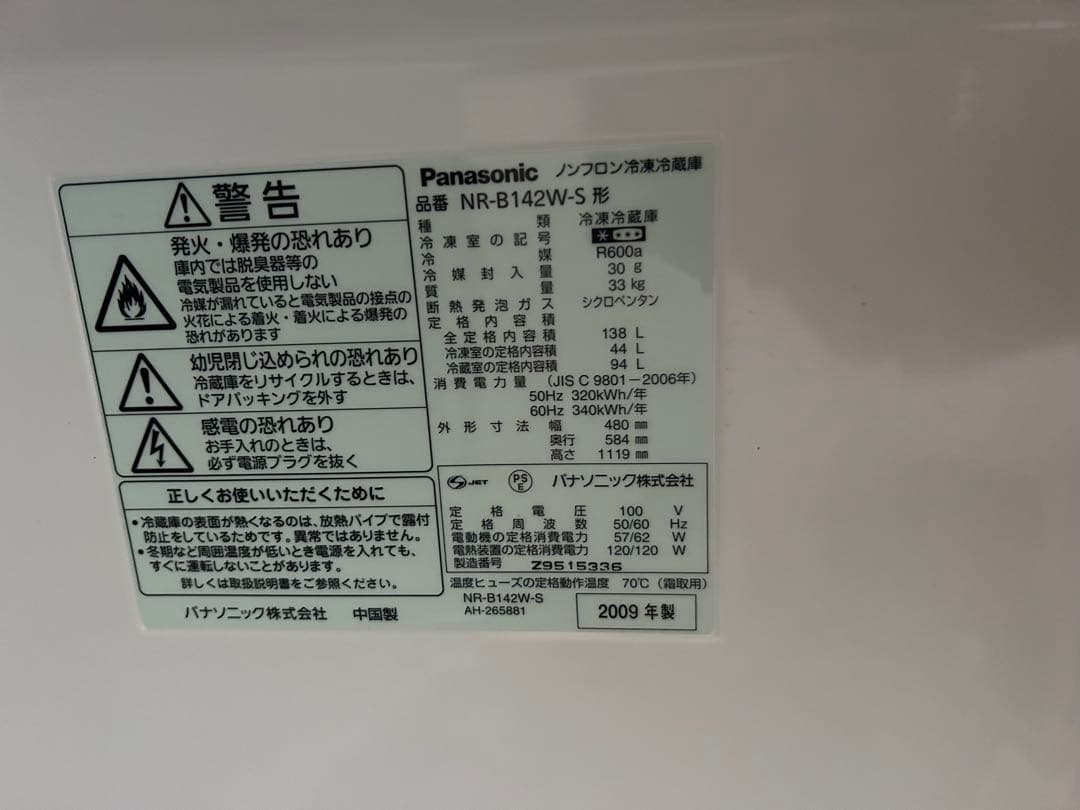 警告
発火・爆発の恐れあり
庫内では脱臭器等の
電気製品を使用しない
冷媒が漏れていると電気製品の接点の
火花による着火・着火による爆発の
恐れがあります
幼児閉じ込められの恐れあり
冷蔵庫をリサイクルするときは、
ドアパッキングを外す
感電の恐れあり
お手入れのときは、
必ず電源プラグを抜く
正しくお使いいただくために
•冷蔵庫の表面が熱くなるのは、放熱パイプで露付
防止をしているためです。異常ではありません。
•冬期など周囲温度が低いとき電源を入れても、
すぐに運転しないことがあります。
詳しくは取扱説明書をご参照ください。
パナソニック株式会社 中国製
Panasonic ノンフロン冷凍冷蔵庫
品番 NR-B142W-S 形
種類 冷凍冷蔵庫
冷凍室の記号
冷媒 R600a
冷媒封入量 30 g
質量 33 kg
断熱発泡ガス シクロペンタン
定格内容積
全定格内容積 138 L
冷凍室の定格内容積 44 L
冷蔵室の定格内容積 94 L
消費電力量 (JIS C 9801-2006年)
50Hz 320kWh/年
60Hz 340kWh/年
外形寸法 幅 480 mm
奥行 584 mm
高さ 1119 mm
JET PS E パナソニック株式会社
定格電圧 100 V
定格周波数 50/60 Hz
電動機の定格消費電力 57/62 W
電熱装置の定格消費電力 120/120 W
製造番号 Z9515336
温度ヒューズの定格動作温度 70℃(霜取用)
NR-B142W-S
AH-265881
2009 年製